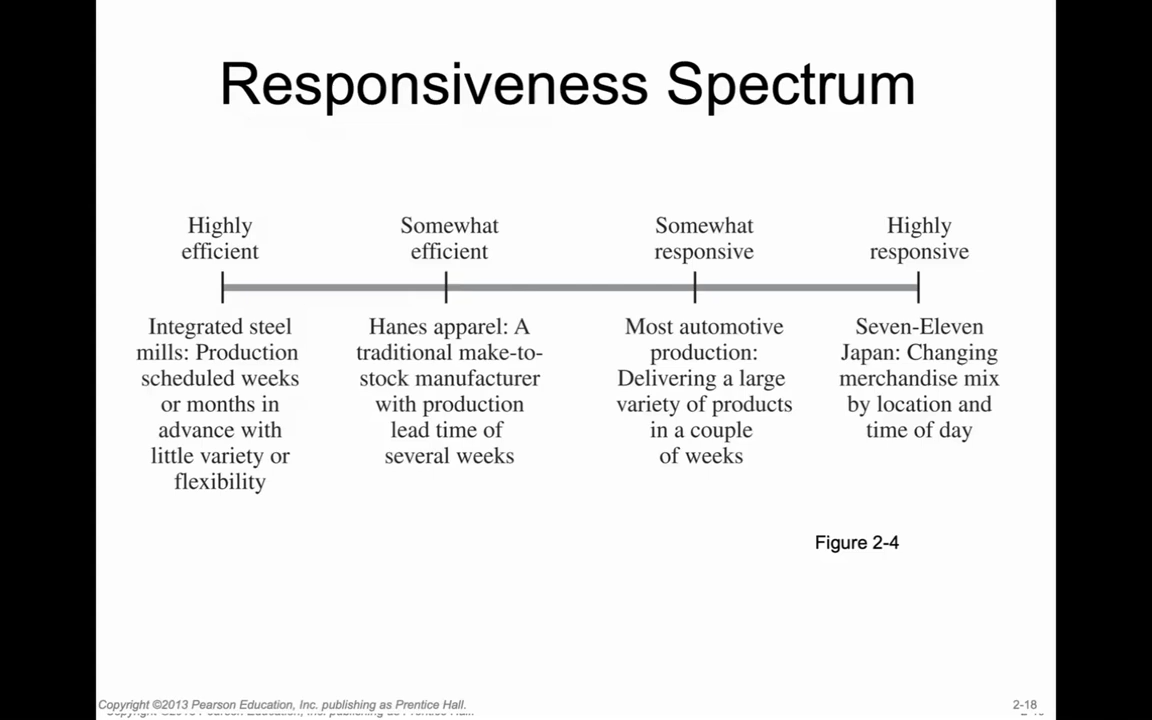 Responsiveness Spectrum
Highly
efficient
Somewhat
efficient
Somewhat
responsive
Highly
responsive
Integrated steel
mills: Production
scheduled weeks
or months in
advance with
little variety or
flexibility
Hanes apparel: A
traditional make-to-
stock manufacturer
with production
lead time of
several weeks
Most automotive
production:
Delivering a large
variety of products
in a couple
of weeks
Seven-Eleven
Japan: Changing
merchandise mix
by location and
time of day
Figure 2-4
Copyright ©2013 Pearson Education, Inc. publishing as Prentice Hall.
2-18